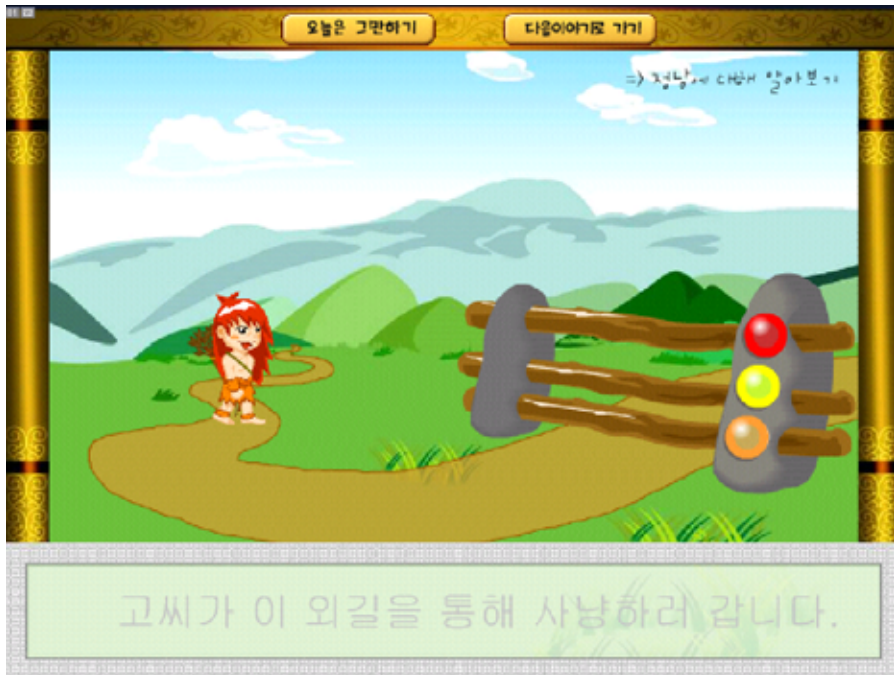 오늘은 그만하기
다음이야기로 가기
=> 정낭에 대해 알아보기
고씨가 이 외길을 통해 사냥하러 갑니다.